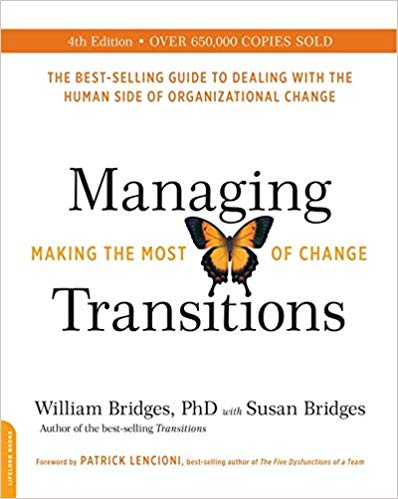 4th Edition • OVER 650,000 COPIES SOLD
THE BEST-SELLING GUIDE TO DEALING WITH THE
HUMAN SIDE OF ORGANIZATIONAL CHANGE
Managing
MAKING THE MOST OF CHANGE
Transitions
William Bridges, PhD with Susan Bridges
Author of the best-selling Transitions
Foreword by PATRICK LENCIONI, best-selling author of The Five Dysfunctions of a Team
LIFELONG BOOKS